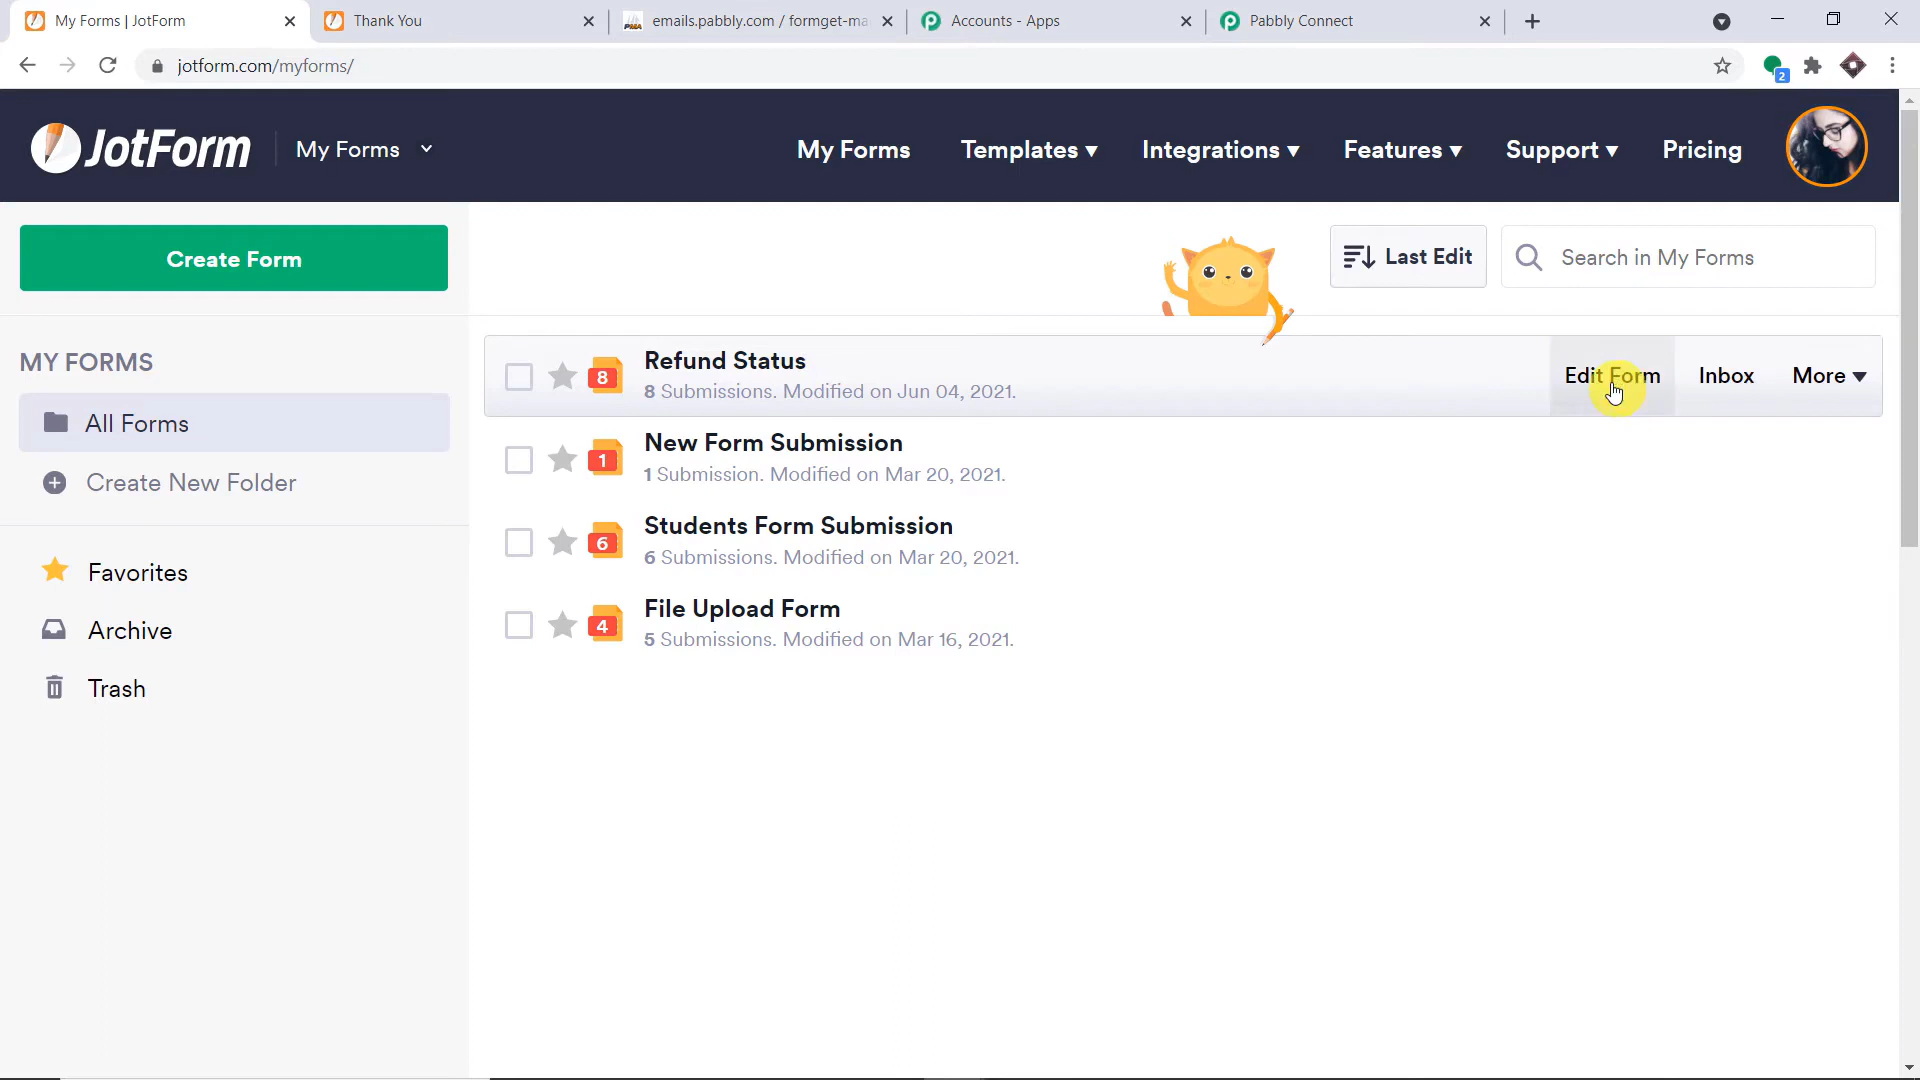 My Forms | JotForm
Thank You
emails.pabbly.com / formget-ma
Accounts - Apps
Pabbly Connect
jotform.com/myforms/
2
JotForm
My Forms
My Forms
Templates ▾
Integrations ▾
Features ▾
Support ▾
Pricing
Create Form
Last Edit
Search in My Forms
MY FORMS
All Forms
Create New Folder
Favorites
Archive
Trash
8
Refund Status
8 Submissions. Modified on Jun 04, 2021.
Edit Form
Inbox
More
1
New Form Submission
1 Submission. Modified on Mar 20, 2021.
6
Students Form Submission
6 Submissions. Modified on Mar 20, 2021.
4
File Upload Form
5 Submissions. Modified on Mar 16, 2021.